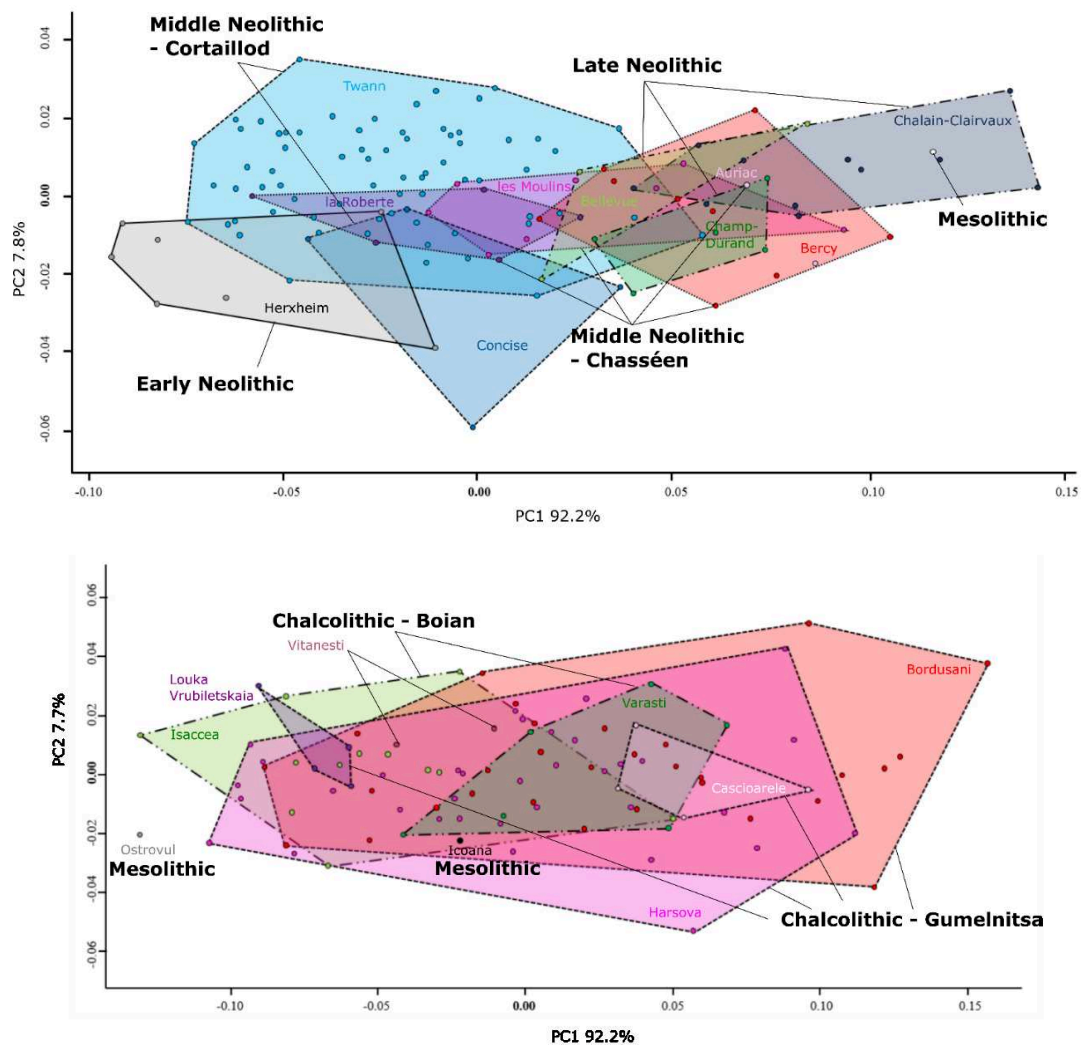 Middle Neolithic
- Cortaillod
Late Neolithic
Twann
Chalain-Clairvaux
Auriac
les Moulins
la Roberte
Bellevue
Mesolithic
Champ-
Durand
Bercy
Herxheim
Middle Neolithic
- Chasséen
Concise
Early Neolithic
PC2 7.8%
0.04
0.02
0.00
-0.02
-0.04
-0.06
-0.10
-0.05
0.00
0.05
0.10
0.15
PC1 92.2%
Chalcolithic - Boian
Vitanesti
Louka
Vrubiletskaia
Bordusani
Varasti
Isaccea
Cascioarele
Ostrovul
Icoana
Mesolithic
Mesolithic
Harsova
Chalcolithic - Gumelnitsa
PC2 7.7%
0.06
0.04
0.02
0.00
-0.02
-0.04
-0.06
-0.10
-0.05
0.00
0.05
0.10
0.15
PC1 92.2%